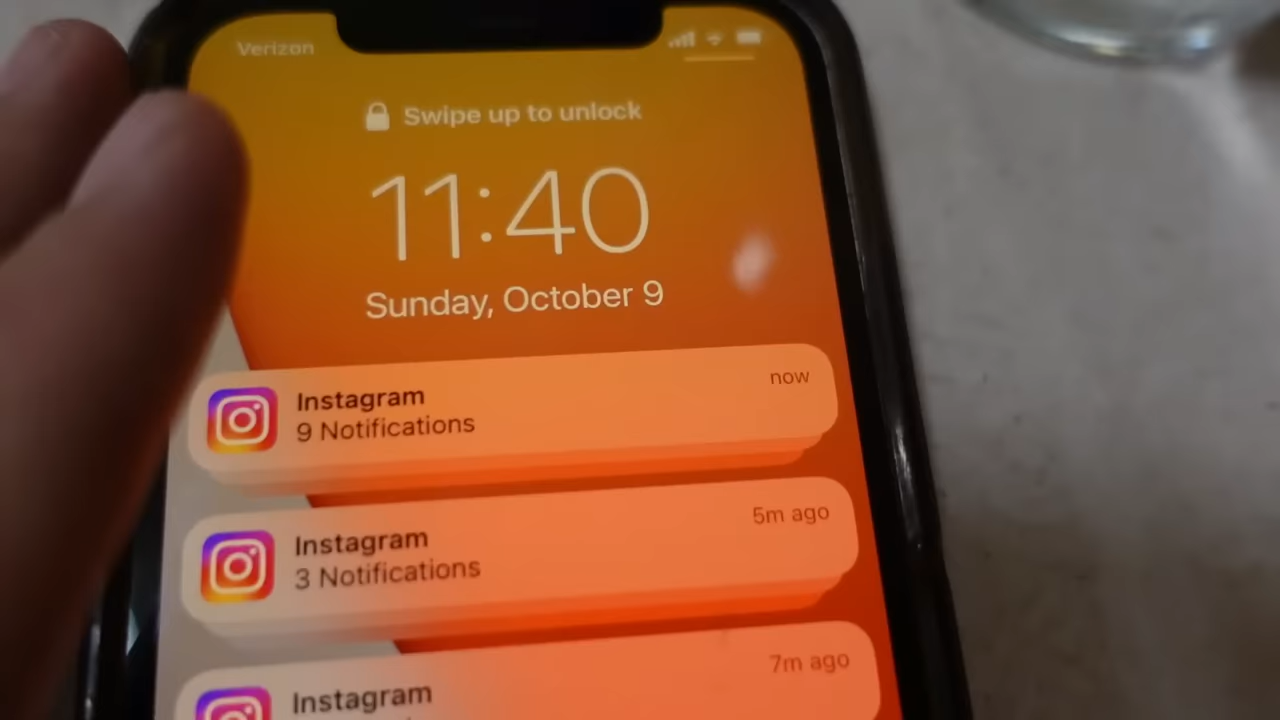 Verizon
Swipe up to unlock
11:40
Sunday, October 9
Instagram
now
9 Notifications
Instagram
5m ago
3 Notifications
Instagram
7m ago